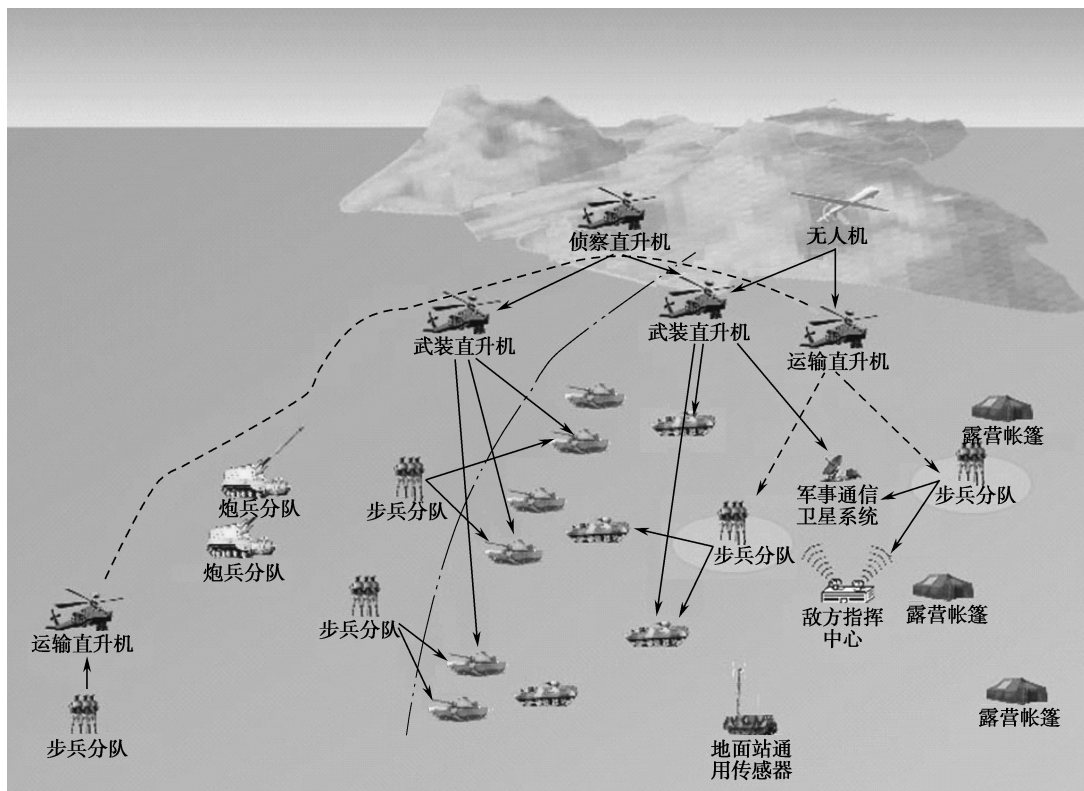 侦察直升机
无人机
武装直升机
武装直升机
运输直升机
露营帐篷
炮兵分队
步兵分队
军事通信
卫星系统
步兵分队
步兵分队
炮兵分队
步兵分队
敌方指挥
中心
露营帐篷
运输直升机
步兵分队
露营帐篷
地面站通
用传感器